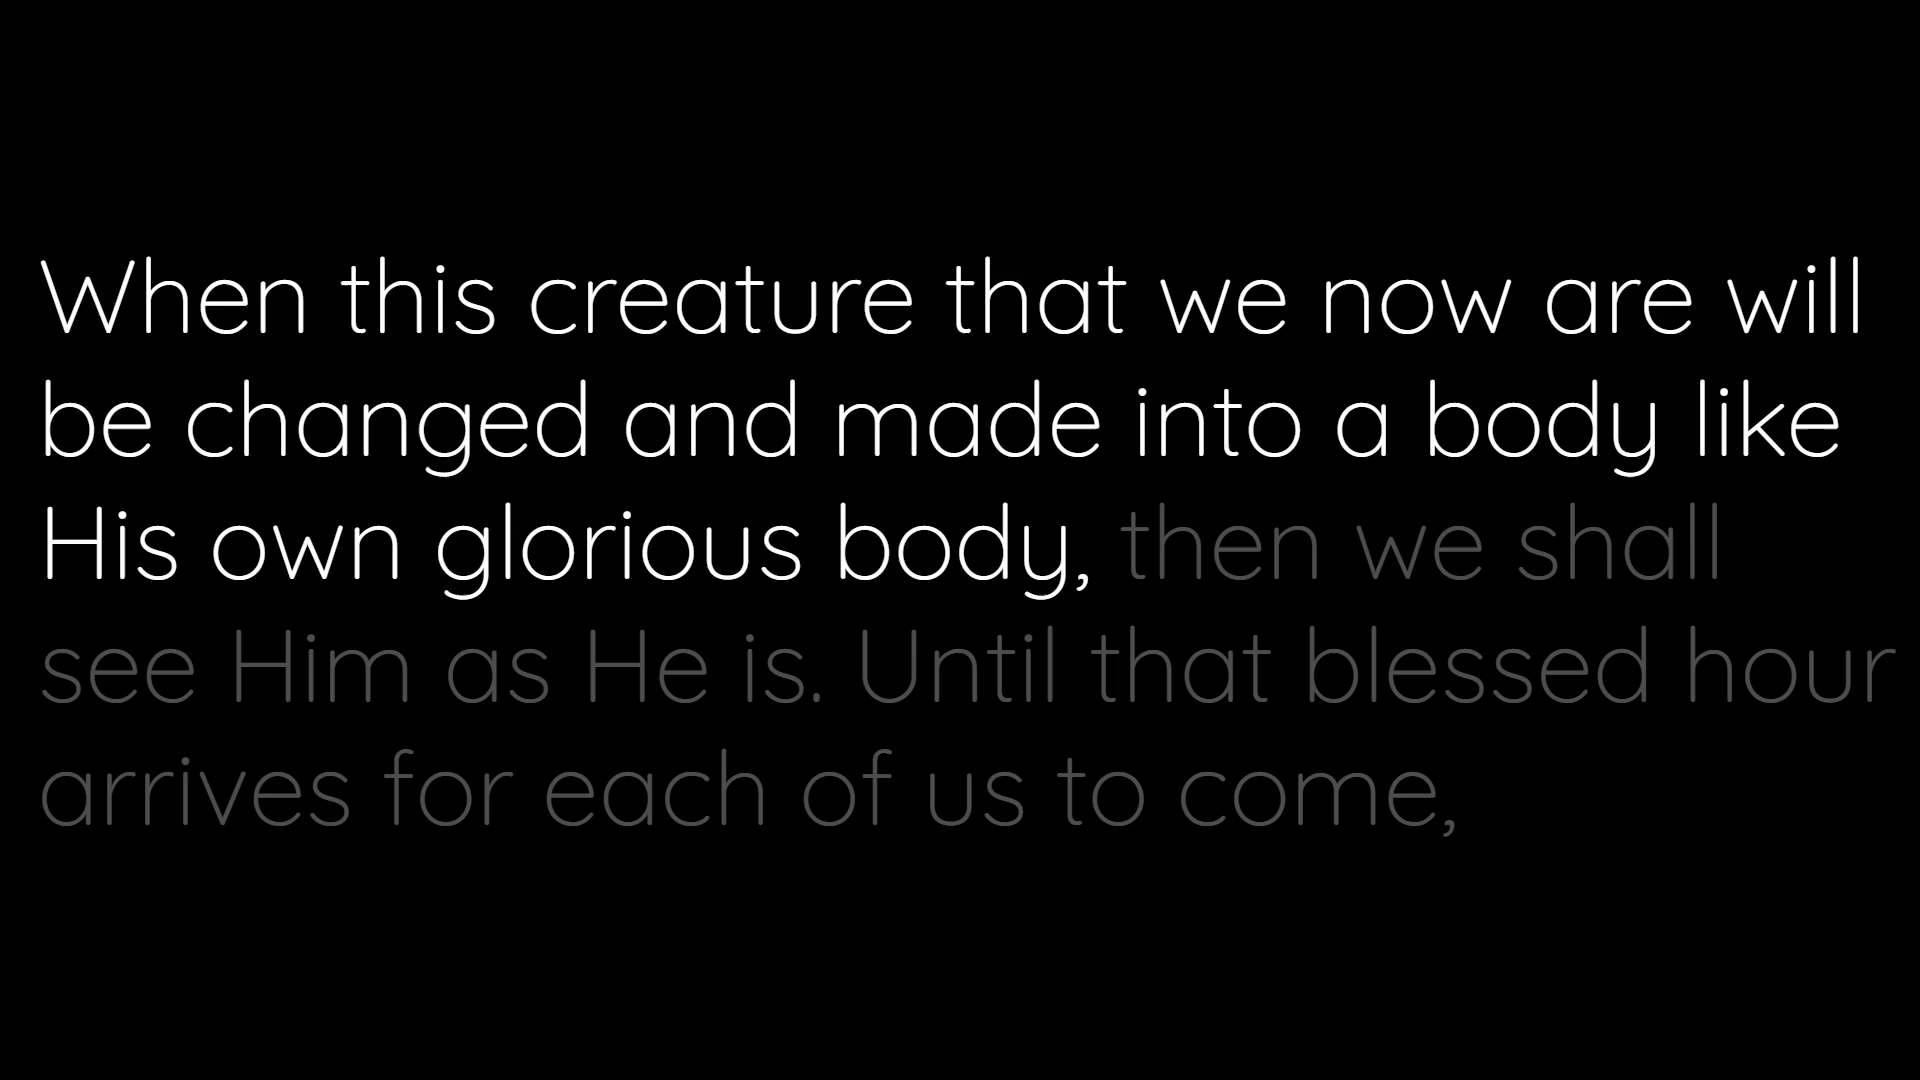 When this creature that we now are will
be changed and made into a body like
His own glorious body, then we shall
see Him as He is. Until that blessed hour
arrives for each of us to come,